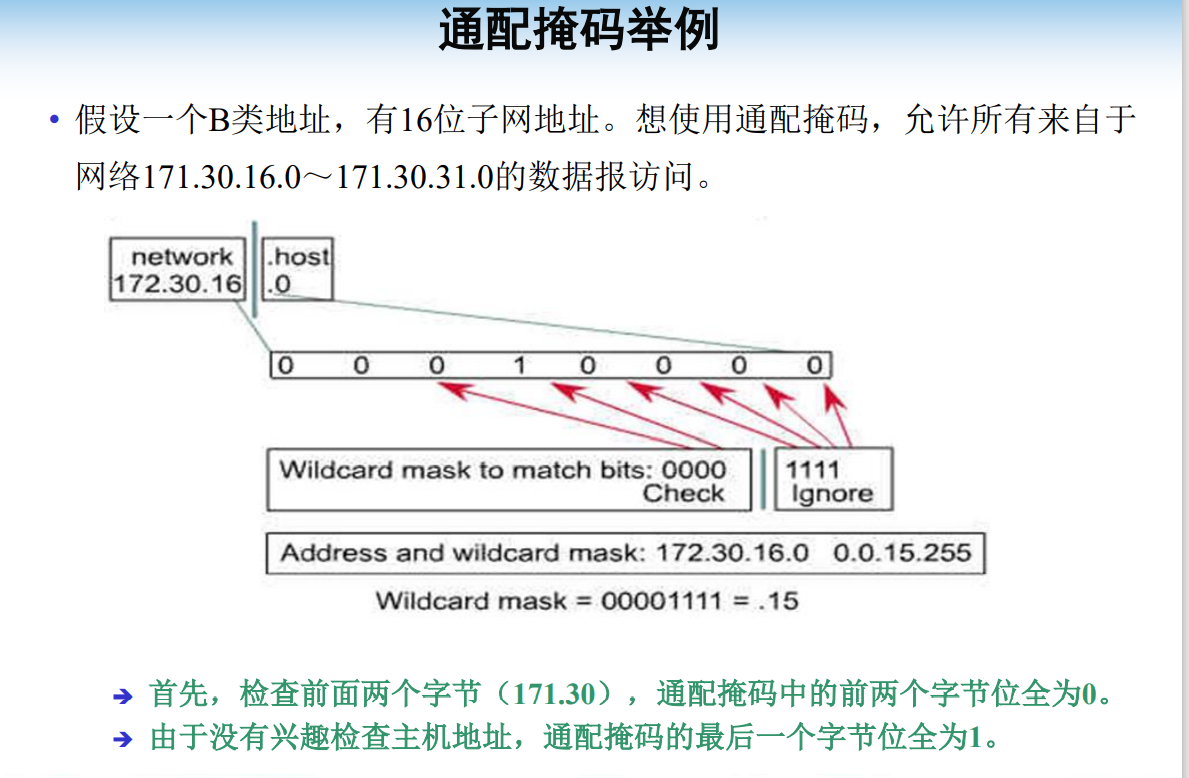 通配掩码举例
• 假设一个B类地址，有16位子网地址。想使用通配掩码，允许所有来自于
网络171.30.16.0～171.30.31.0的数据报访问。
network .host
172.30.16 .0
0 0 0 1 0 0 0 0
Wildcard mask to match bits: 0000 1111
Check Ignore
Address and wildcard mask: 172.30.16.0 0.0.15.255
Wildcard mask = 00001111 = .15
➔ 首先，检查前面两个字节（171.30），通配掩码中的前两个字节位全为0。
➔ 由于没有兴趣检查主机地址，通配掩码的最后一个字节位全为1。